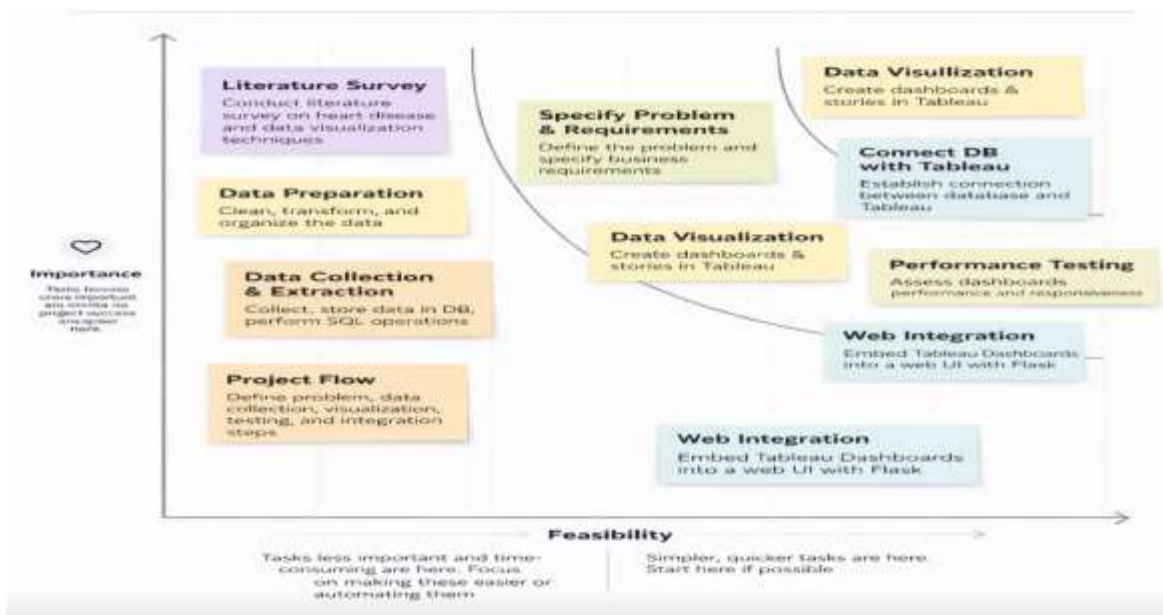 Literature Survey
Conduct literature
survey on heart disease
and data visualization
techniques
Data Preparation
Clean, transform, and
organize the data
Data Collection
& Extraction
Collect, store data in DB,
perform SQL operations
Project Flow
Define problem, data
collection, visualization,
testing, and integration
steps
Specify Problem
& Requirements
Define the problem and
specify business
requirements
Data Visualization
Create dashboards &
stories in Tableau
Data Visuilization
Create dashboards &
stories in Tableau
Connect DB
with Tableau
Establish connection
between database and
Tableau
Performance Testing
Assess dashboards
performance and responsiveness
Web Integration
Embed Tableau Dashboards
into a web UI with Flask
Web Integration
Embed Tableau Dashboards
into a web UI with Flask
Importance
Tasks
important
project success
here.
Feasibility
Tasks less important and time-
consuming are here. Focus
on making these easier or
automating them
Simpler, quicker tasks are here.
Start here if possible